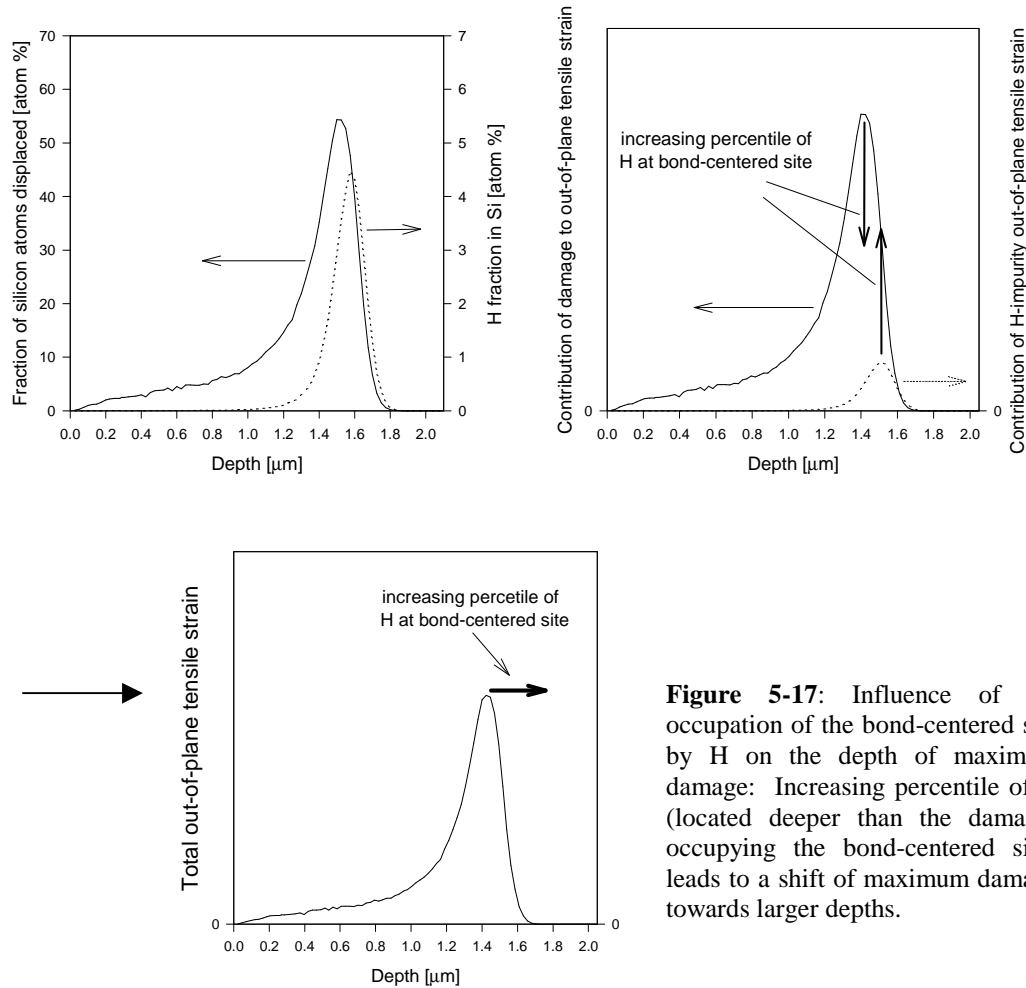 Fraction of silicon atoms displaced [atom %]
70
60
50
40
30
20
10
0
7
6
5
4
3
2
1
0
H fraction in Si [atom %]
0.0 0.2 0.4 0.6 0.8 1.0 1.2 1.4 1.6 1.8 2.0
Depth [μm]
Contribution of damage to out-of-plane tensile strain
increasing percentile of
H at bond-centered site
0
0
Contribution of H-impurity out-of-plane tensile strain
0.0 0.2 0.4 0.6 0.8 1.0 1.2 1.4 1.6 1.8 2.0
Depth [μm]
Total out-of-plane tensile strain
increasing percetile of
H at bond-centered site
0
0
0.0 0.2 0.4 0.6 0.8 1.0 1.2 1.4 1.6 1.8 2.0
Depth [μm]
Figure 5-17: Influence of
occupation of the bond-centered s
by H on the depth of maxim
damage: Increasing percentile of
(located deeper than the dama
occupying the bond-centered si
leads to a shift of maximum dama
towards larger depths.